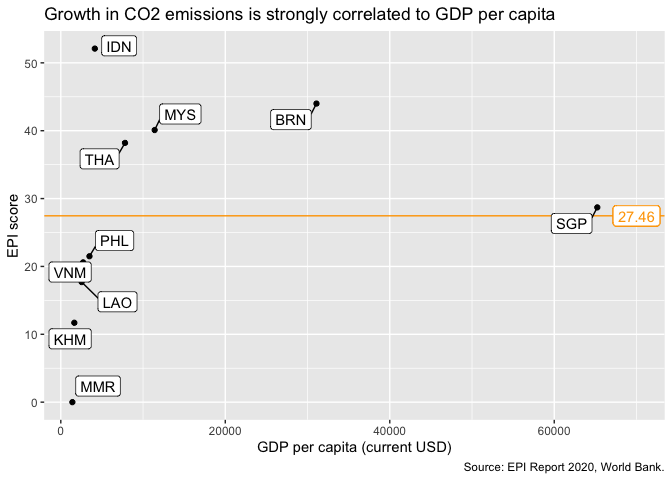 Growth in CO2 emissions is strongly correlated to GDP per capita
IDN
50
MYS
BRN
40
THA
30
27.46
SGP
PHL
20
VNM
LAO
10
KHM
MMR
0
EPI score
0 20000 40000 60000
GDP per capita (current USD)
Source: EPI Report 2020, World Bank.